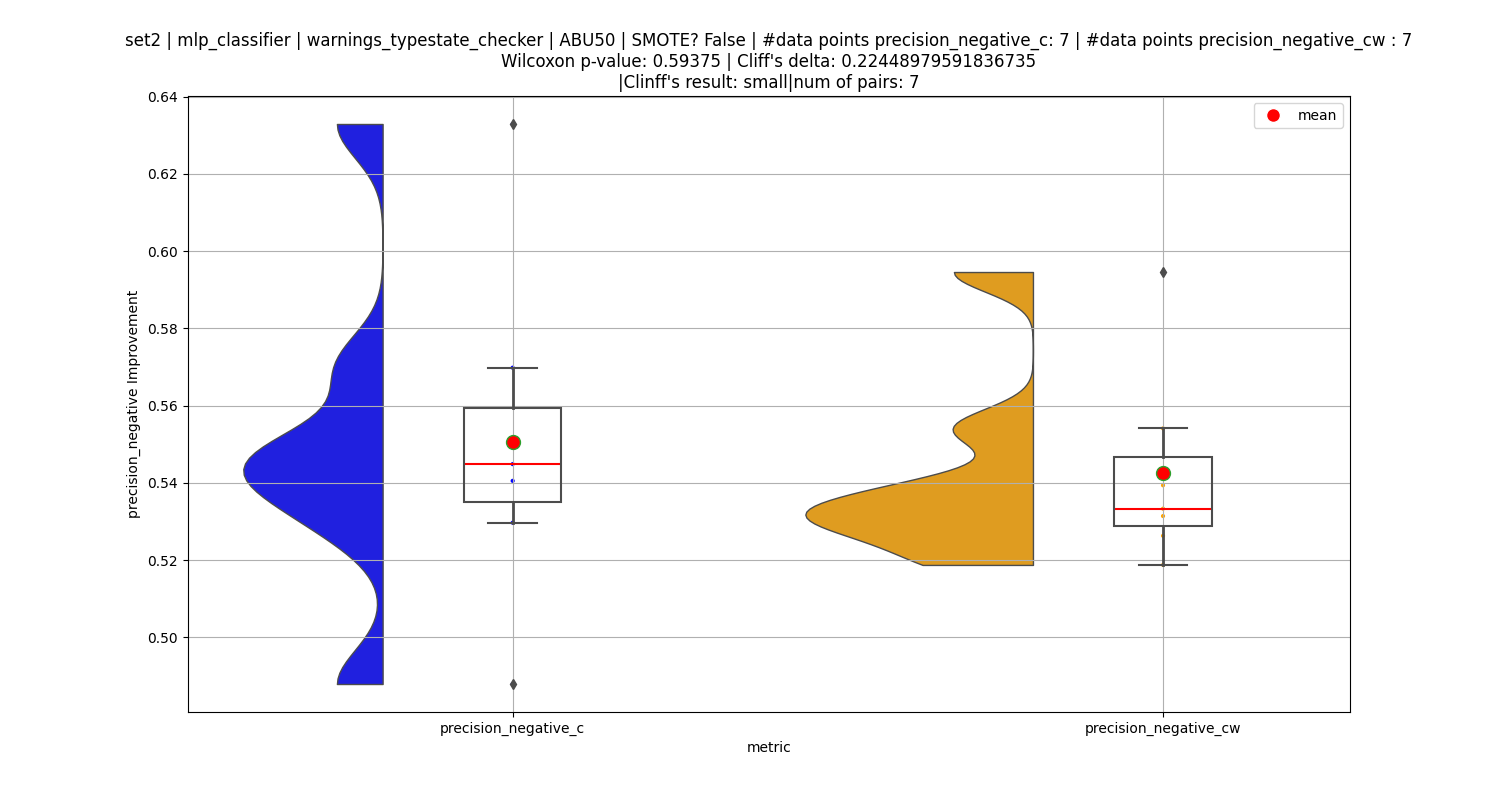 set2 | mlp_classifier | warnings_typestate_checker | ABU50 | SMOTE? False | #data points precision_negative_c: 7 | #data points precision_negative_cw : 7
Wilcoxon p-value: 0.59375 | Cliff's delta: 0.22448979591836735
|Clinff's result: small|num of pairs: 7
mean
precision_negative Improvement
0.64
0.62
0.60
0.58
0.56
0.54
0.52
0.50
precision_negative_c
precision_negative_cw
metric